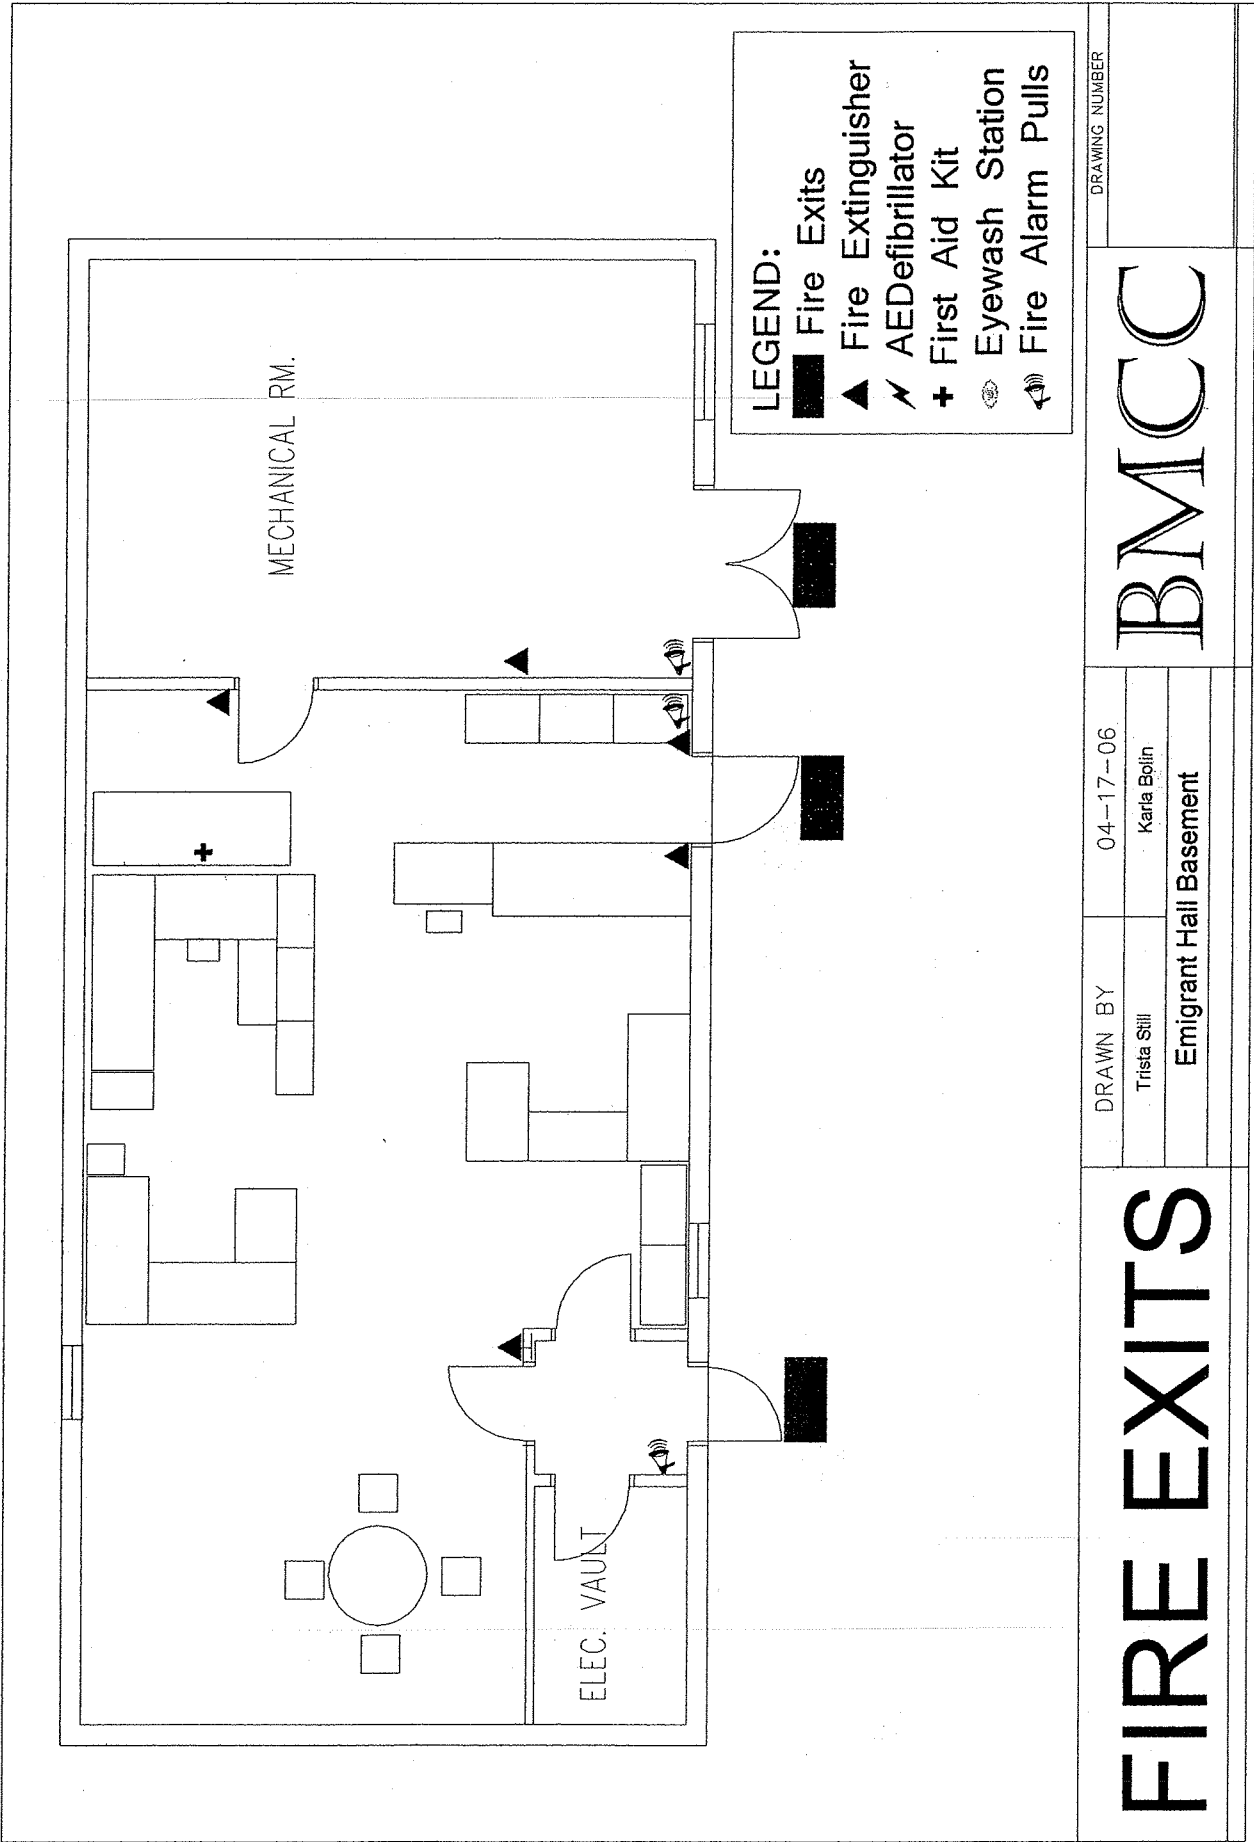 MECHANICAL RM.
ELEC. VAULT
LEGEND:
Fire Exits
Fire Extinguisher
AEDefibrillator
First Aid Kit
Eyewash Station
Fire Alarm Pulls
FIRE EXITS
DRAWN BY
04-17-06
Trista Still
Karla Bolin
Emigrant Hall Basement
BMCC
DRAWING NUMBER